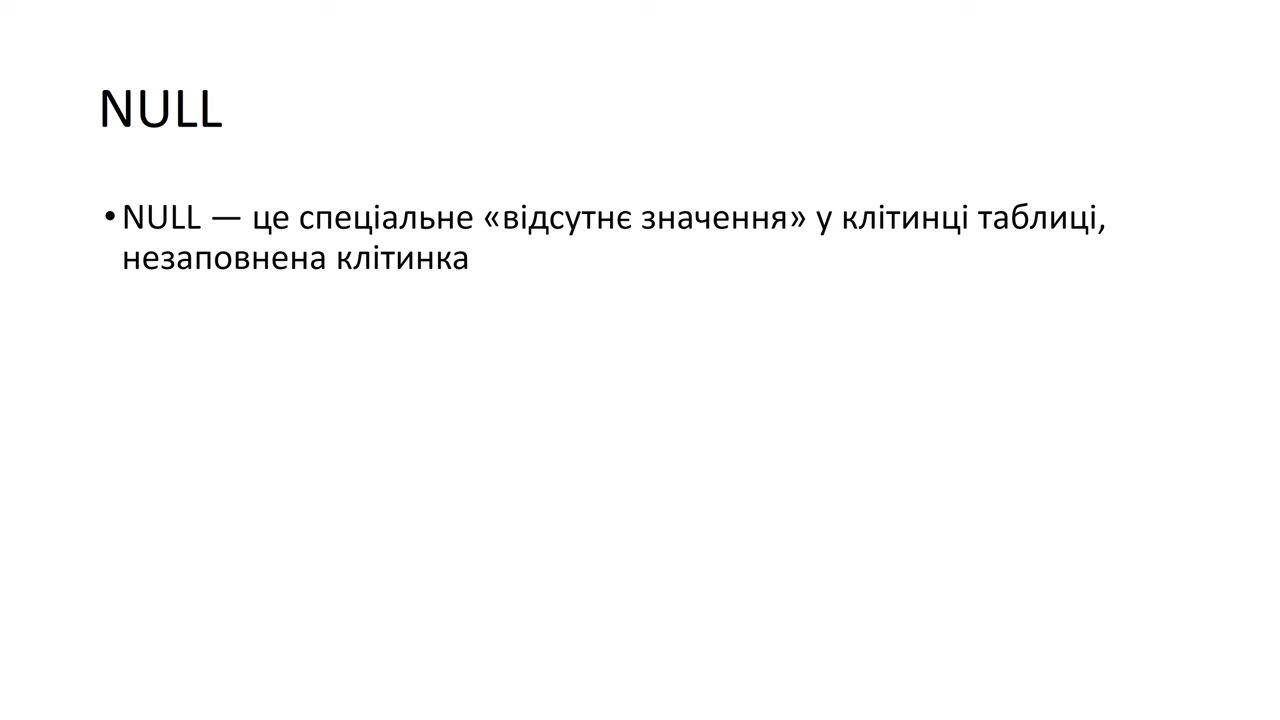 NULL
• NULL — це спеціальне «відсутнє значення» у клітинці таблиці,
незаповнена клітинка